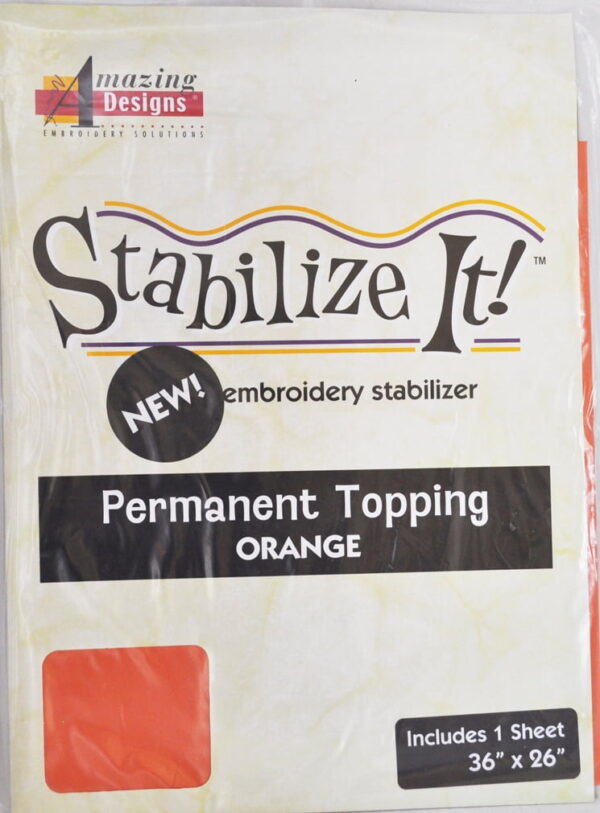 Amazing
Designs®
EMBROIDERY SOLUTIONS
Stabilize It!™
NEW!
embroidery stabilizer
Permanent Topping
ORANGE
Includes 1 Sheet
36” x 26”